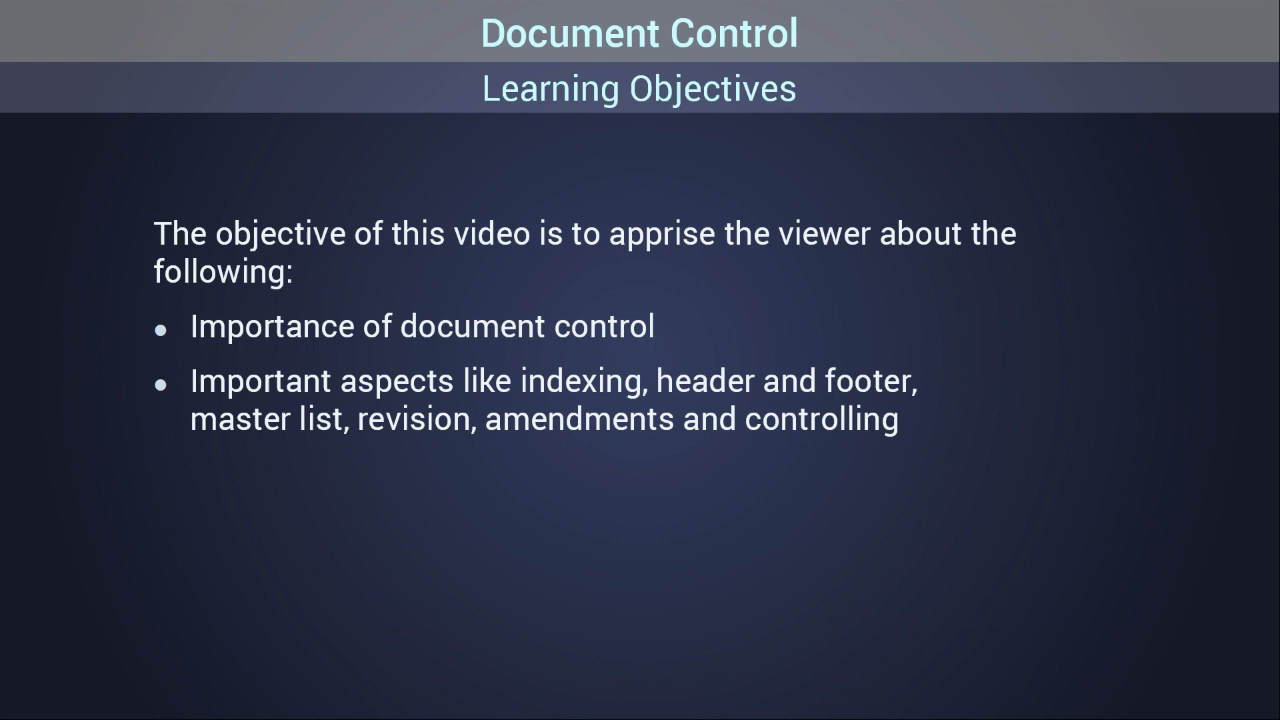 Document Control
Learning Objectives
The objective of this video is to apprise the viewer about the
following:
● Importance of document control
● Important aspects like indexing, header and footer,
master list, revision, amendments and controlling